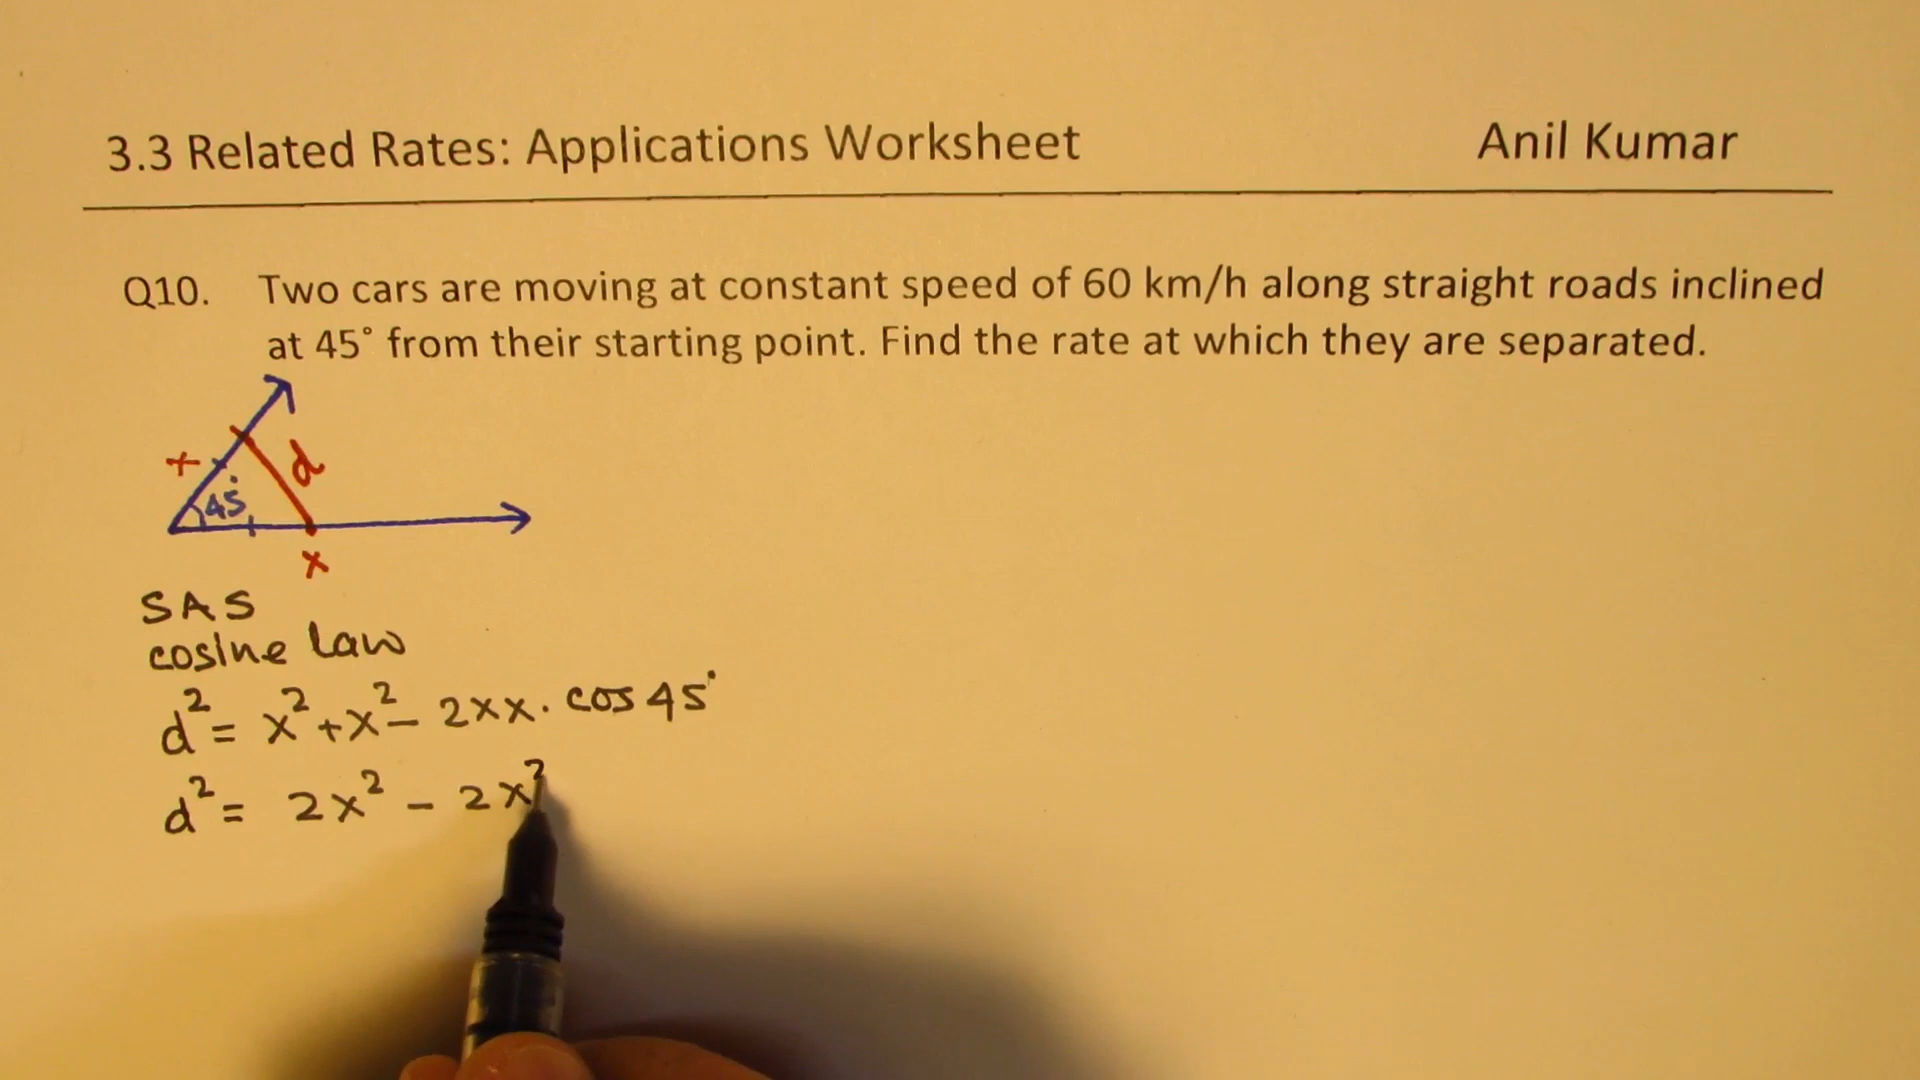 3.3 Related Rates: Applications Worksheet Anil Kumar
Q10. Two cars are moving at constant speed of 60 km/h along straight roads inclined
at 45° from their starting point. Find the rate at which they are separated.
x d
45°
x
SAS
cosine law
d² = x² + x² - 2xx. cos 45°
d² = 2x² - 2x²